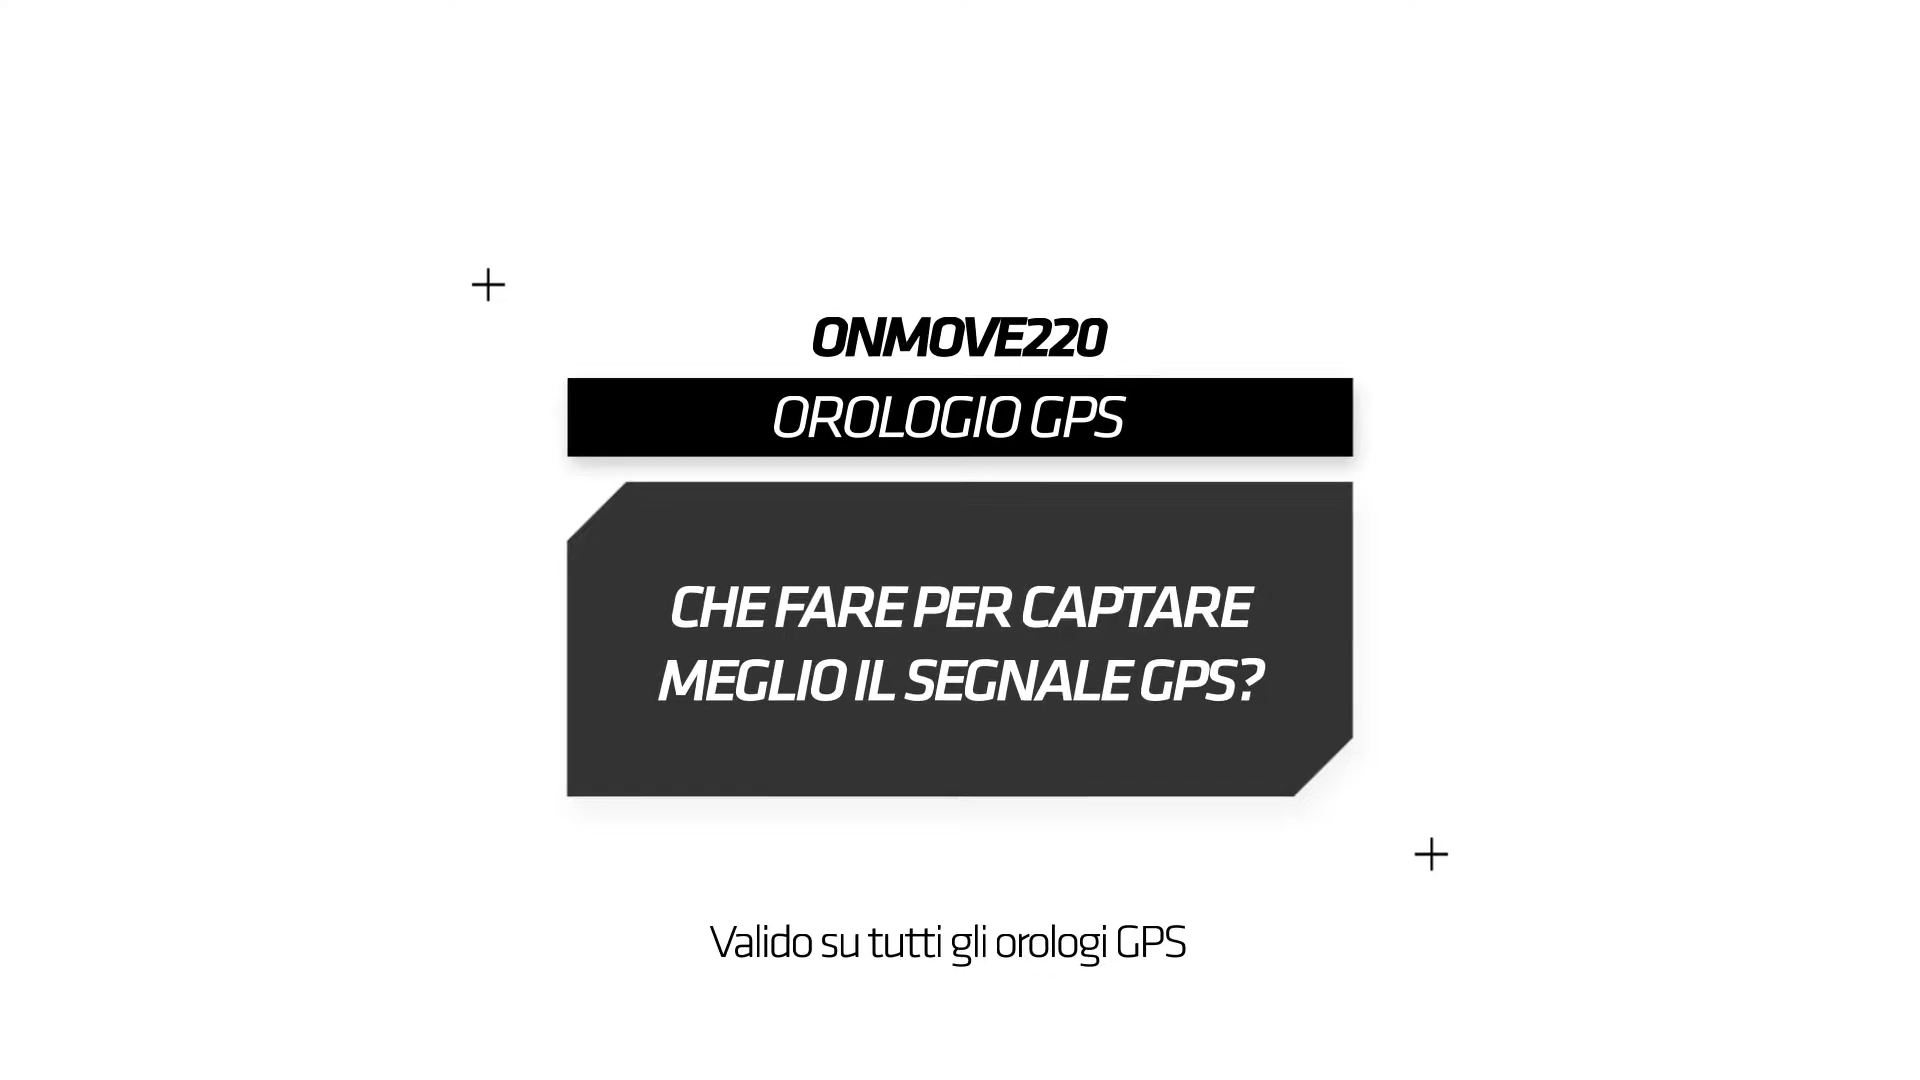 ONMOVE220
OROLOGIO GPS
CHE FARE PER CAPTARE
MEGLIO IL SEGNALE GPS?
Valido su tutti gli orologi GPS